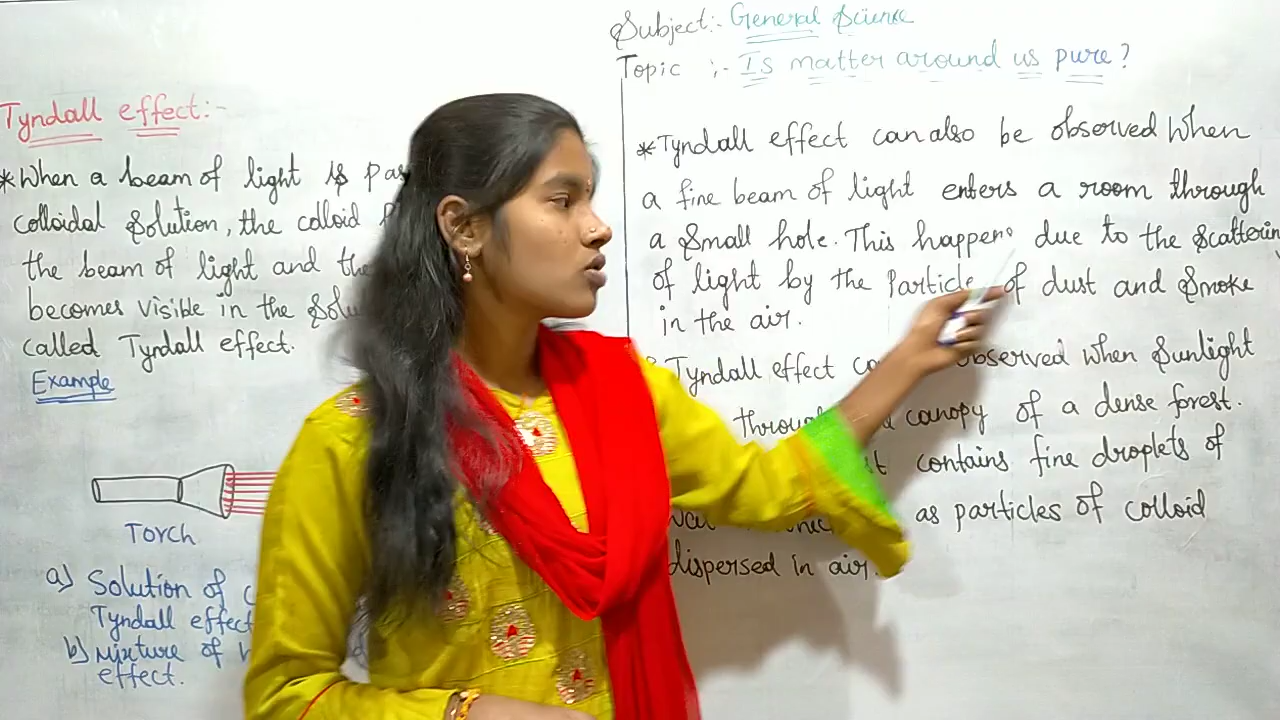 Subject:- General Science
Topic :- Is matter around us pure?
Tyndall effect:-
*When a beam of light is pas
colloidal solution, the colloid
the beam of light and the
becomes visible in the Solu
called Tyndall effect.
Example
Torch
a) Solution of
Tyndall effect
b) Mixture of
effect.
*Tyndall effect can also be observed when
a fine beam of light enters a room through
a small hole. This happens due to the Scatterin
of light by the Particle of dust and Smoke
in the air.
Tyndall effect observed when Sunlight
through canopy of a dense forest.
contains fine droplets of
as particles of colloid
dispersed in air.